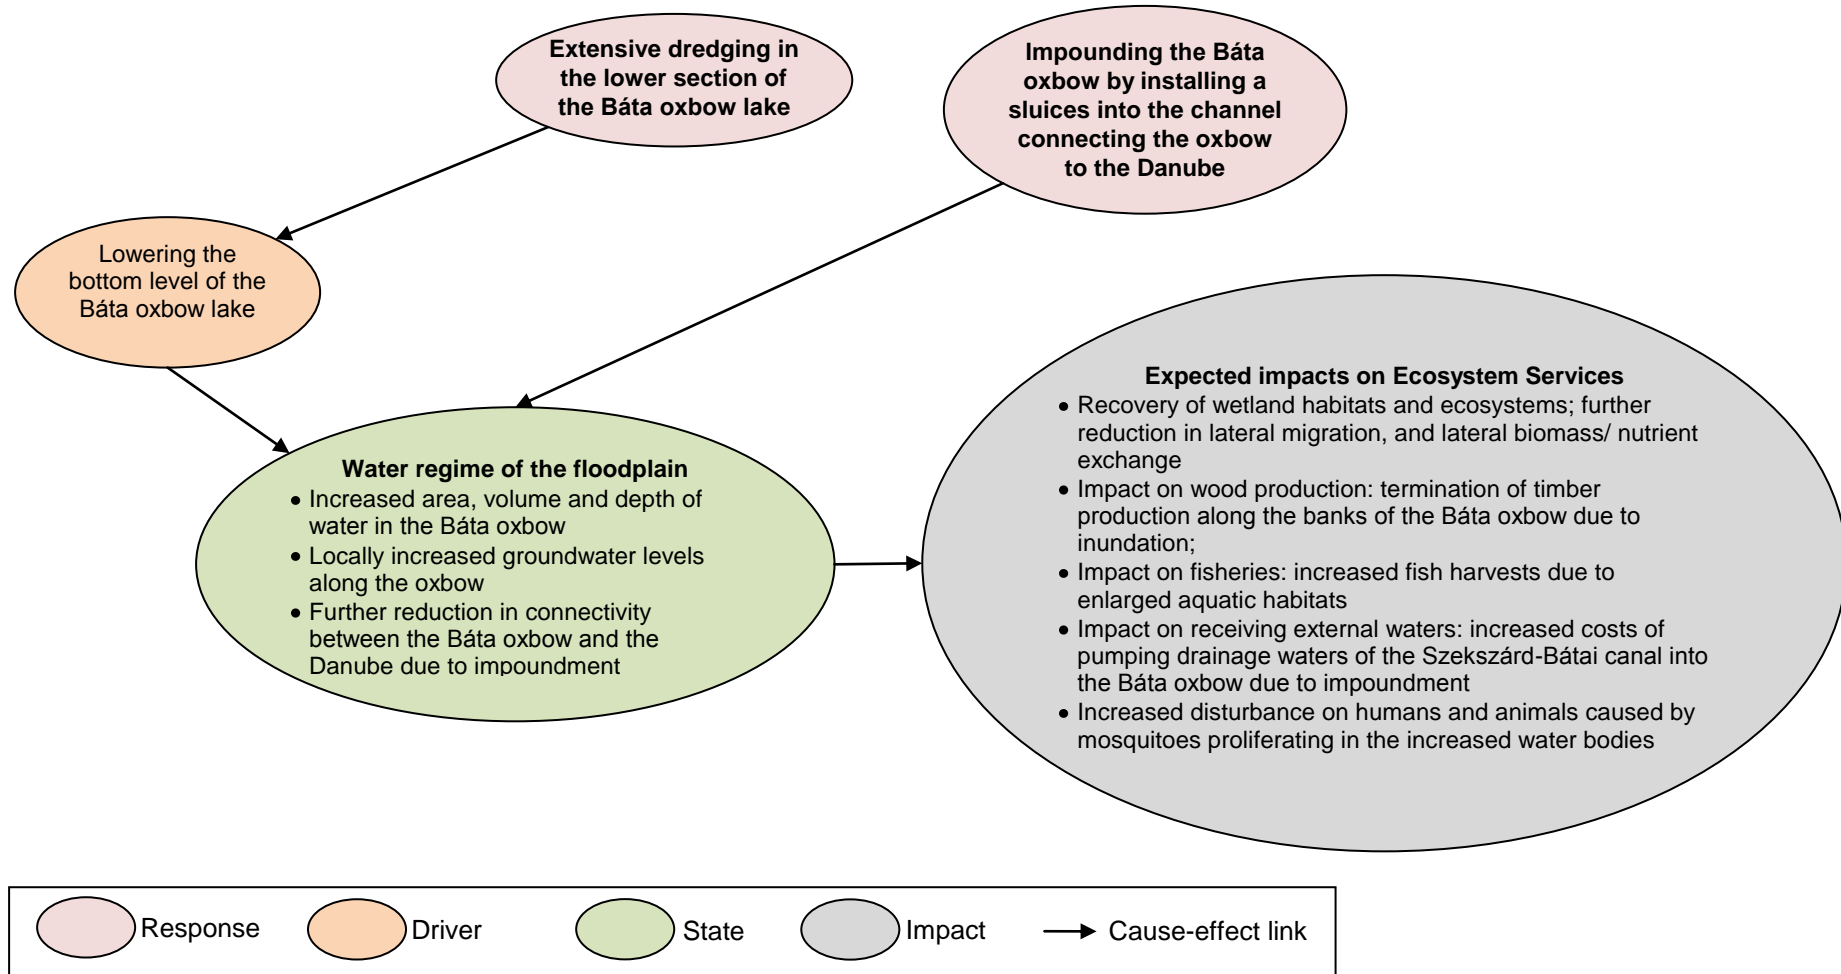 Extensive dredging in
the lower section of
the Báta oxbow lake
Impounding the Báta
oxbow by installing a
sluices into the channel
connecting the oxbow
to the Danube
Lowering the
bottom level of the
Báta oxbow lake
Water regime of the floodplain
• Increased area, volume and depth of
water in the Báta oxbow
• Locally increased groundwater levels
along the oxbow
• Further reduction in connectivity
between the Báta oxbow and the
Danube due to impoundment
Expected impacts on Ecosystem Services
• Recovery of wetland habitats and ecosystems; further
reduction in lateral migration, and lateral biomass/ nutrient
exchange
• Impact on wood production: termination of timber
production along the banks of the Báta oxbow due to
inundation;
• Impact on fisheries: increased fish harvests due to
enlarged aquatic habitats
• Impact on receiving external waters: increased costs of
pumping drainage waters of the Szekszárd-Bátai canal into
the Báta oxbow due to impoundment
• Increased disturbance on humans and animals caused by
mosquitoes proliferating in the increased water bodies
Response
Driver
State
Impact
Cause-effect link